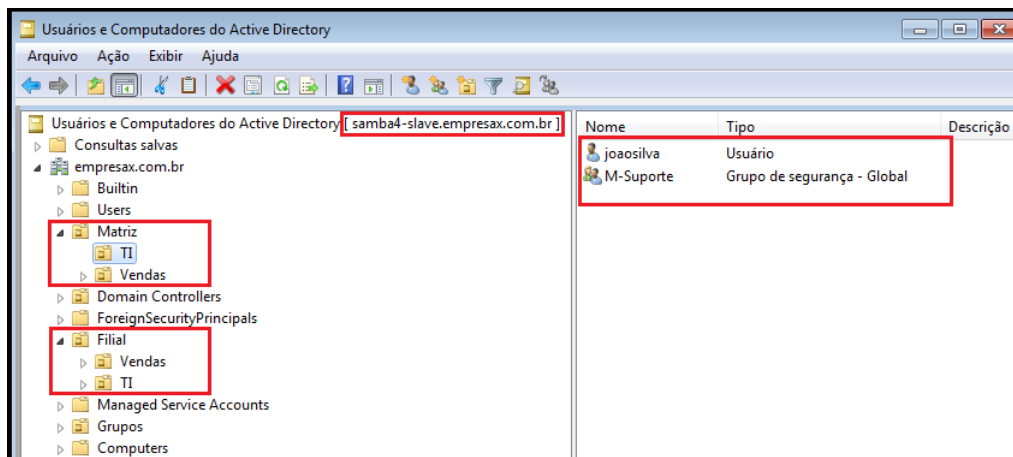 Usuários e Computadores do Active Directory
Arquivo Ação Exibir Ajuda
Usuários e Computadores do Active Directory [ samba4-slave.empresax.com.br ]
Consultas salvas
empresax.com.br
Builtin
Users
Matriz
TI
Vendas
Domain Controllers
ForeignSecurityPrincipals
Filial
Vendas
TI
Managed Service Accounts
Grupos
Computers
Nome Tipo Descrição
joaosilva Usuário
M-Suporte Grupo de segurança - Global